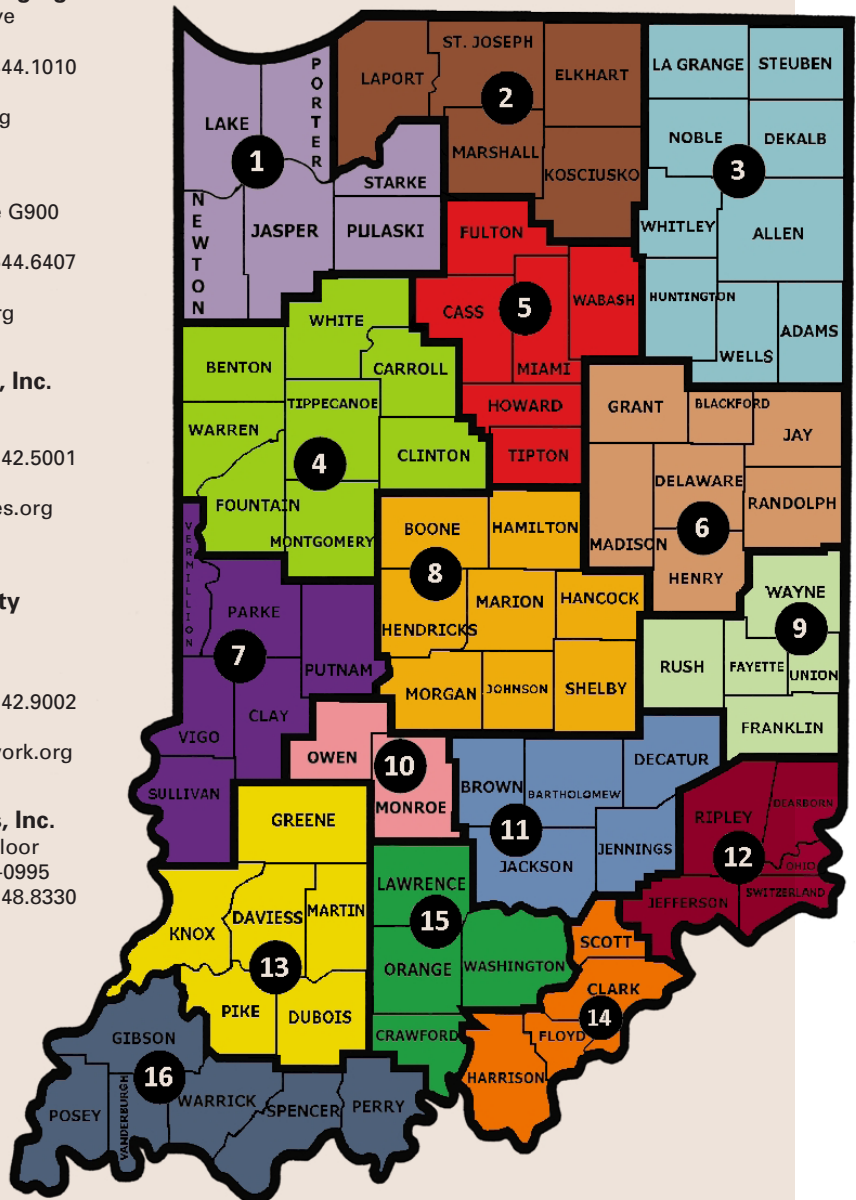 ve
44.1010
g
e G900
44.6407
rg
, Inc.
42.5001
es.org
ty
42.9002
work.org
s, Inc.
loor
-0995
48.8330
LAPORT
ST. JOSEPH
ELKHART
2
MARSHALL
KOSCIUSKO
LAKE
PORTER
1
STARKE
NEWTON
JASPER
PULASKI
LA GRANGE
STEUBEN
NOBLE
DEKALB
3
WHITLEY
ALLEN
HUNTINGTON
WELLS
ADAMS
FULTON
CASS
5
WABASH
MIAMI
HOWARD
TIPTON
WHITE
BENTON
CARROLL
TIPPECANOE
WARREN
4
CLINTON
FOUNTAIN
MONTGOMERY
GRANT
BLACKFORD
JAY
DELAWARE
RANDOLPH
6
MADISON
HENRY
BOONE
HAMILTON
8
MARION
HANCOCK
HENDRICKS
MORGAN
JOHNSON
SHELBY
VERMILLION
PARKE
7
PUTNAM
CLAY
VIGO
SULLIVAN
WAYNE
9
RUSH
FAYETTE
UNION
FRANKLIN
OWEN
10
MONROE
BROWN
BARTHOLOMEW
DECATUR
11
JENNINGS
JACKSON
RIPLEY
DEARBORN
12
OHIO
JEFFERSON
SWITZERLAND
GREENE
KNOX
DAVIESS
MARTIN
13
PIKE
DUBOIS
LAWRENCE
15
ORANGE
WASHINGTON
CRAWFORD
SCOTT
CLARK
14
FLOYD
HARRISON
GIBSON
16
POSEY
VANDERBURGH
WARRICK
SPENCER
PERRY